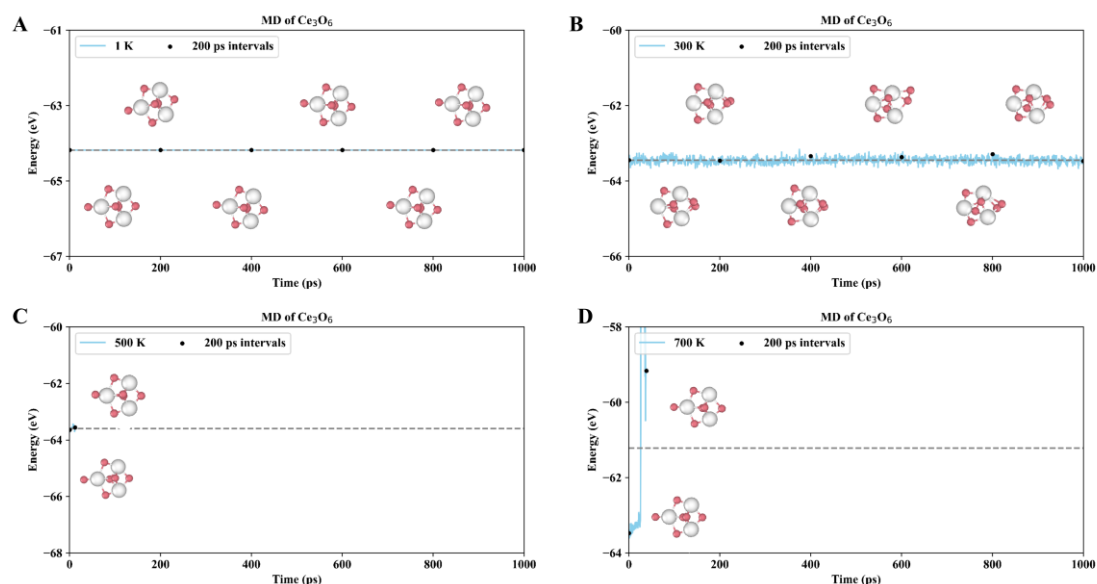 A
MD of Ce₃O₆
1 K 200 ps intervals
Energy (eV)
−61
−63
−65
−67
0 200 400 600 800 1000
Time (ps)
B
MD of Ce₃O₆
300 K 200 ps intervals
Energy (eV)
−60
−62
−64
−66
0 200 400 600 800 1000
Time (ps)
C
MD of Ce₃O₆
500 K 200 ps intervals
Energy (eV)
−60
−62
−64
−66
−68
0 200 400 600 800 1000
Time (ps)
D
MD of Ce₃O₆
700 K 200 ps intervals
Energy (eV)
−58
−60
−62
−64
0 200 400 600 800 1000
Time (ps)